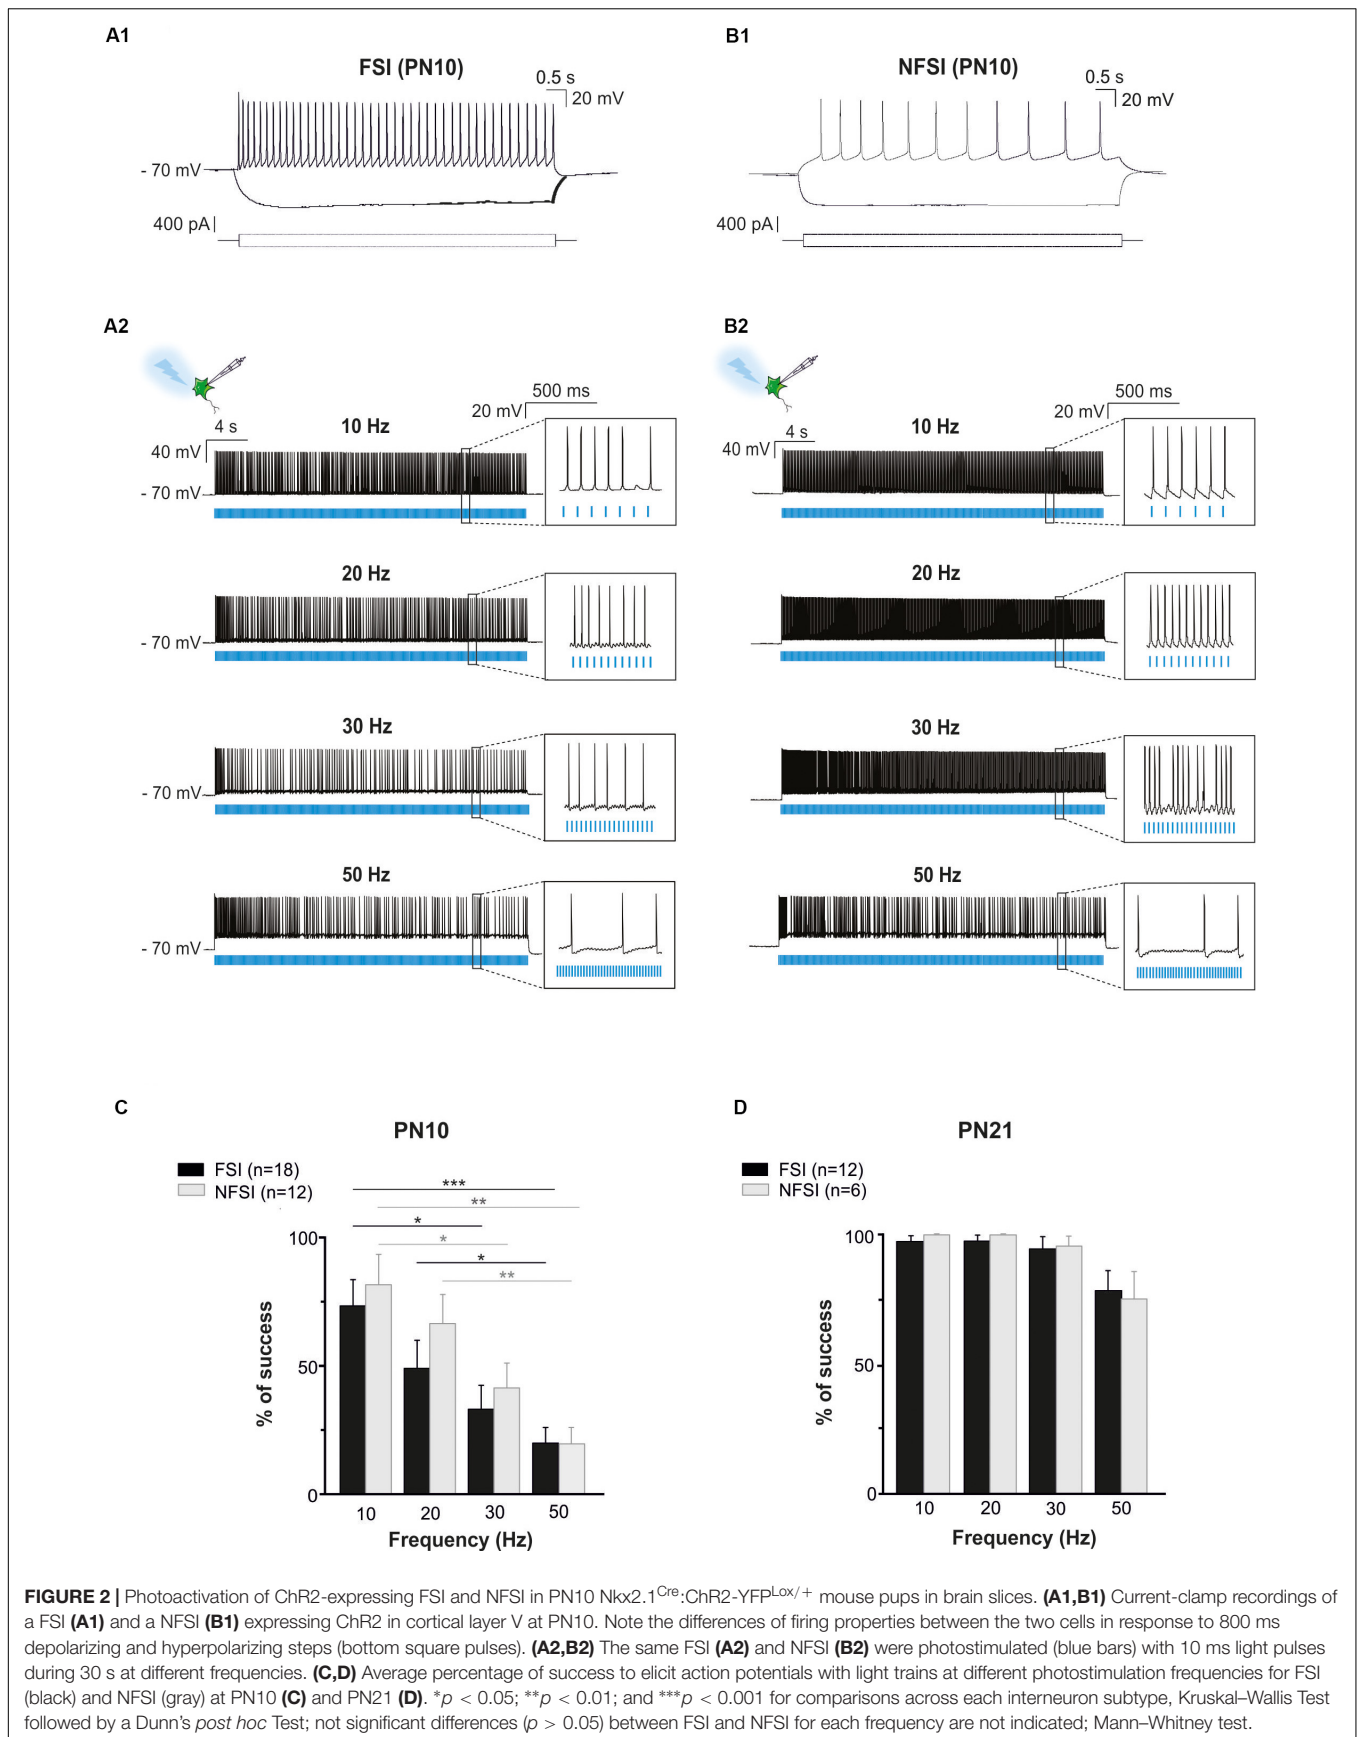 A1
FSI (PN10)
0.5 s
20 mV
- 70 mV
400 pA
B1
NFSI (PN10)
0.5 s
20 mV
400 pA
A2
500 ms
20 mV
4 s
40 mV
10 Hz
- 70 mV
20 Hz
- 70 mV
30 Hz
- 70 mV
50 Hz
- 70 mV
B2
500 ms
20 mV
4 s
40 mV
10 Hz
20 Hz
30 Hz
50 Hz
C
PN10
FSI (n=18)
NFSI (n=12)
***
**
*
*
*
**
100
50
0
% of success
10 20 30 50
Frequency (Hz)
D
PN21
FSI (n=12)
NFSI (n=6)
100
50
0
% of success
10 20 30 50
Frequency (Hz)
FIGURE 2 | Photoactivation of ChR2-expressing FSI and NFSI in PN10 Nkx2.1Cre:ChR2-YFPLox/+ mouse pups in brain slices. (A1,B1) Current-clamp recordings of
a FSI (A1) and a NFSI (B1) expressing ChR2 in cortical layer V at PN10. Note the differences of firing properties between the two cells in response to 800 ms
depolarizing and hyperpolarizing steps (bottom square pulses). (A2,B2) The same FSI (A2) and NFSI (B2) were photostimulated (blue bars) with 10 ms light pulses
during 30 s at different frequencies. (C,D) Average percentage of success to elicit action potentials with light trains at different photostimulation frequencies for FSI
(black) and NFSI (gray) at PN10 (C) and PN21 (D). *p < 0.05; **p < 0.01; and ***p < 0.001 for comparisons across each interneuron subtype, Kruskal–Wallis Test
followed by a Dunn's post hoc Test; not significant differences (p > 0.05) between FSI and NFSI for each frequency are not indicated; Mann–Whitney test.